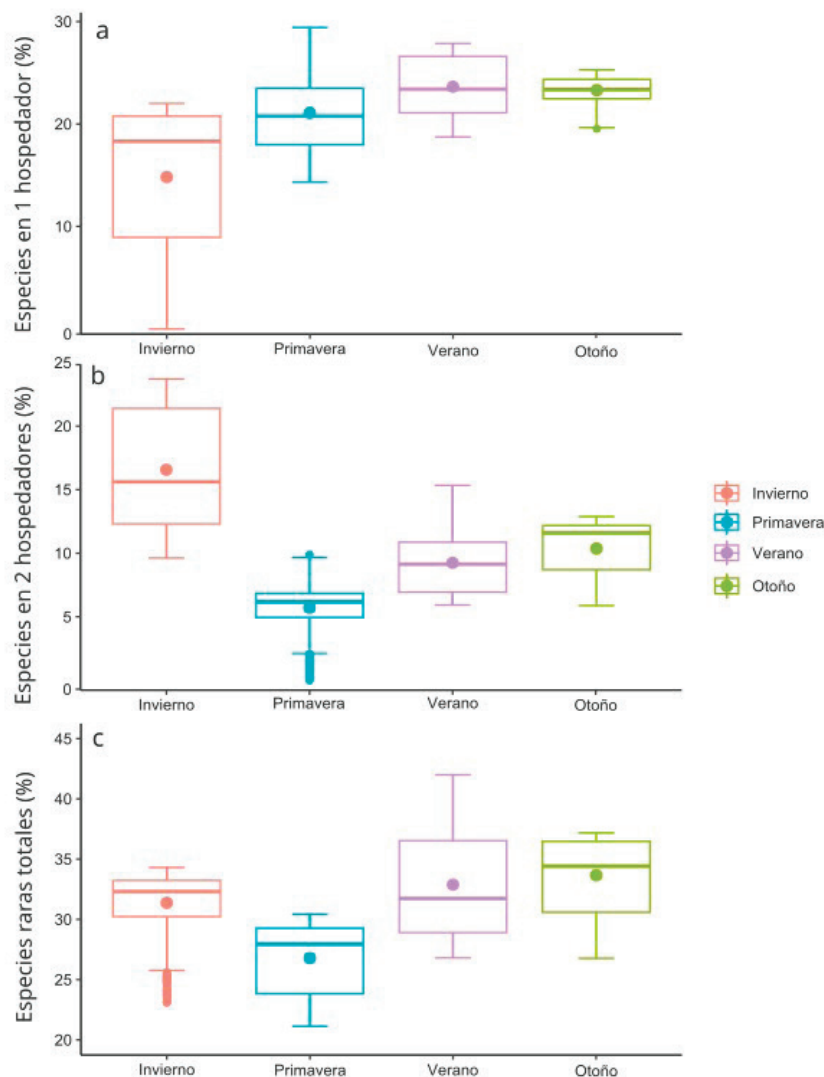 a
Especies en 1 hospedador (%)
30
20
10
0
Invierno Primavera Verano Otoño
b
Especies en 2 hospedadores (%)
25
20
15
10
5
0
Invierno Primavera Verano Otoño
Invierno
Primavera
Verano
Otoño
c
Especies raras totales (%)
45
40
35
30
25
20
Invierno Primavera Verano Otoño